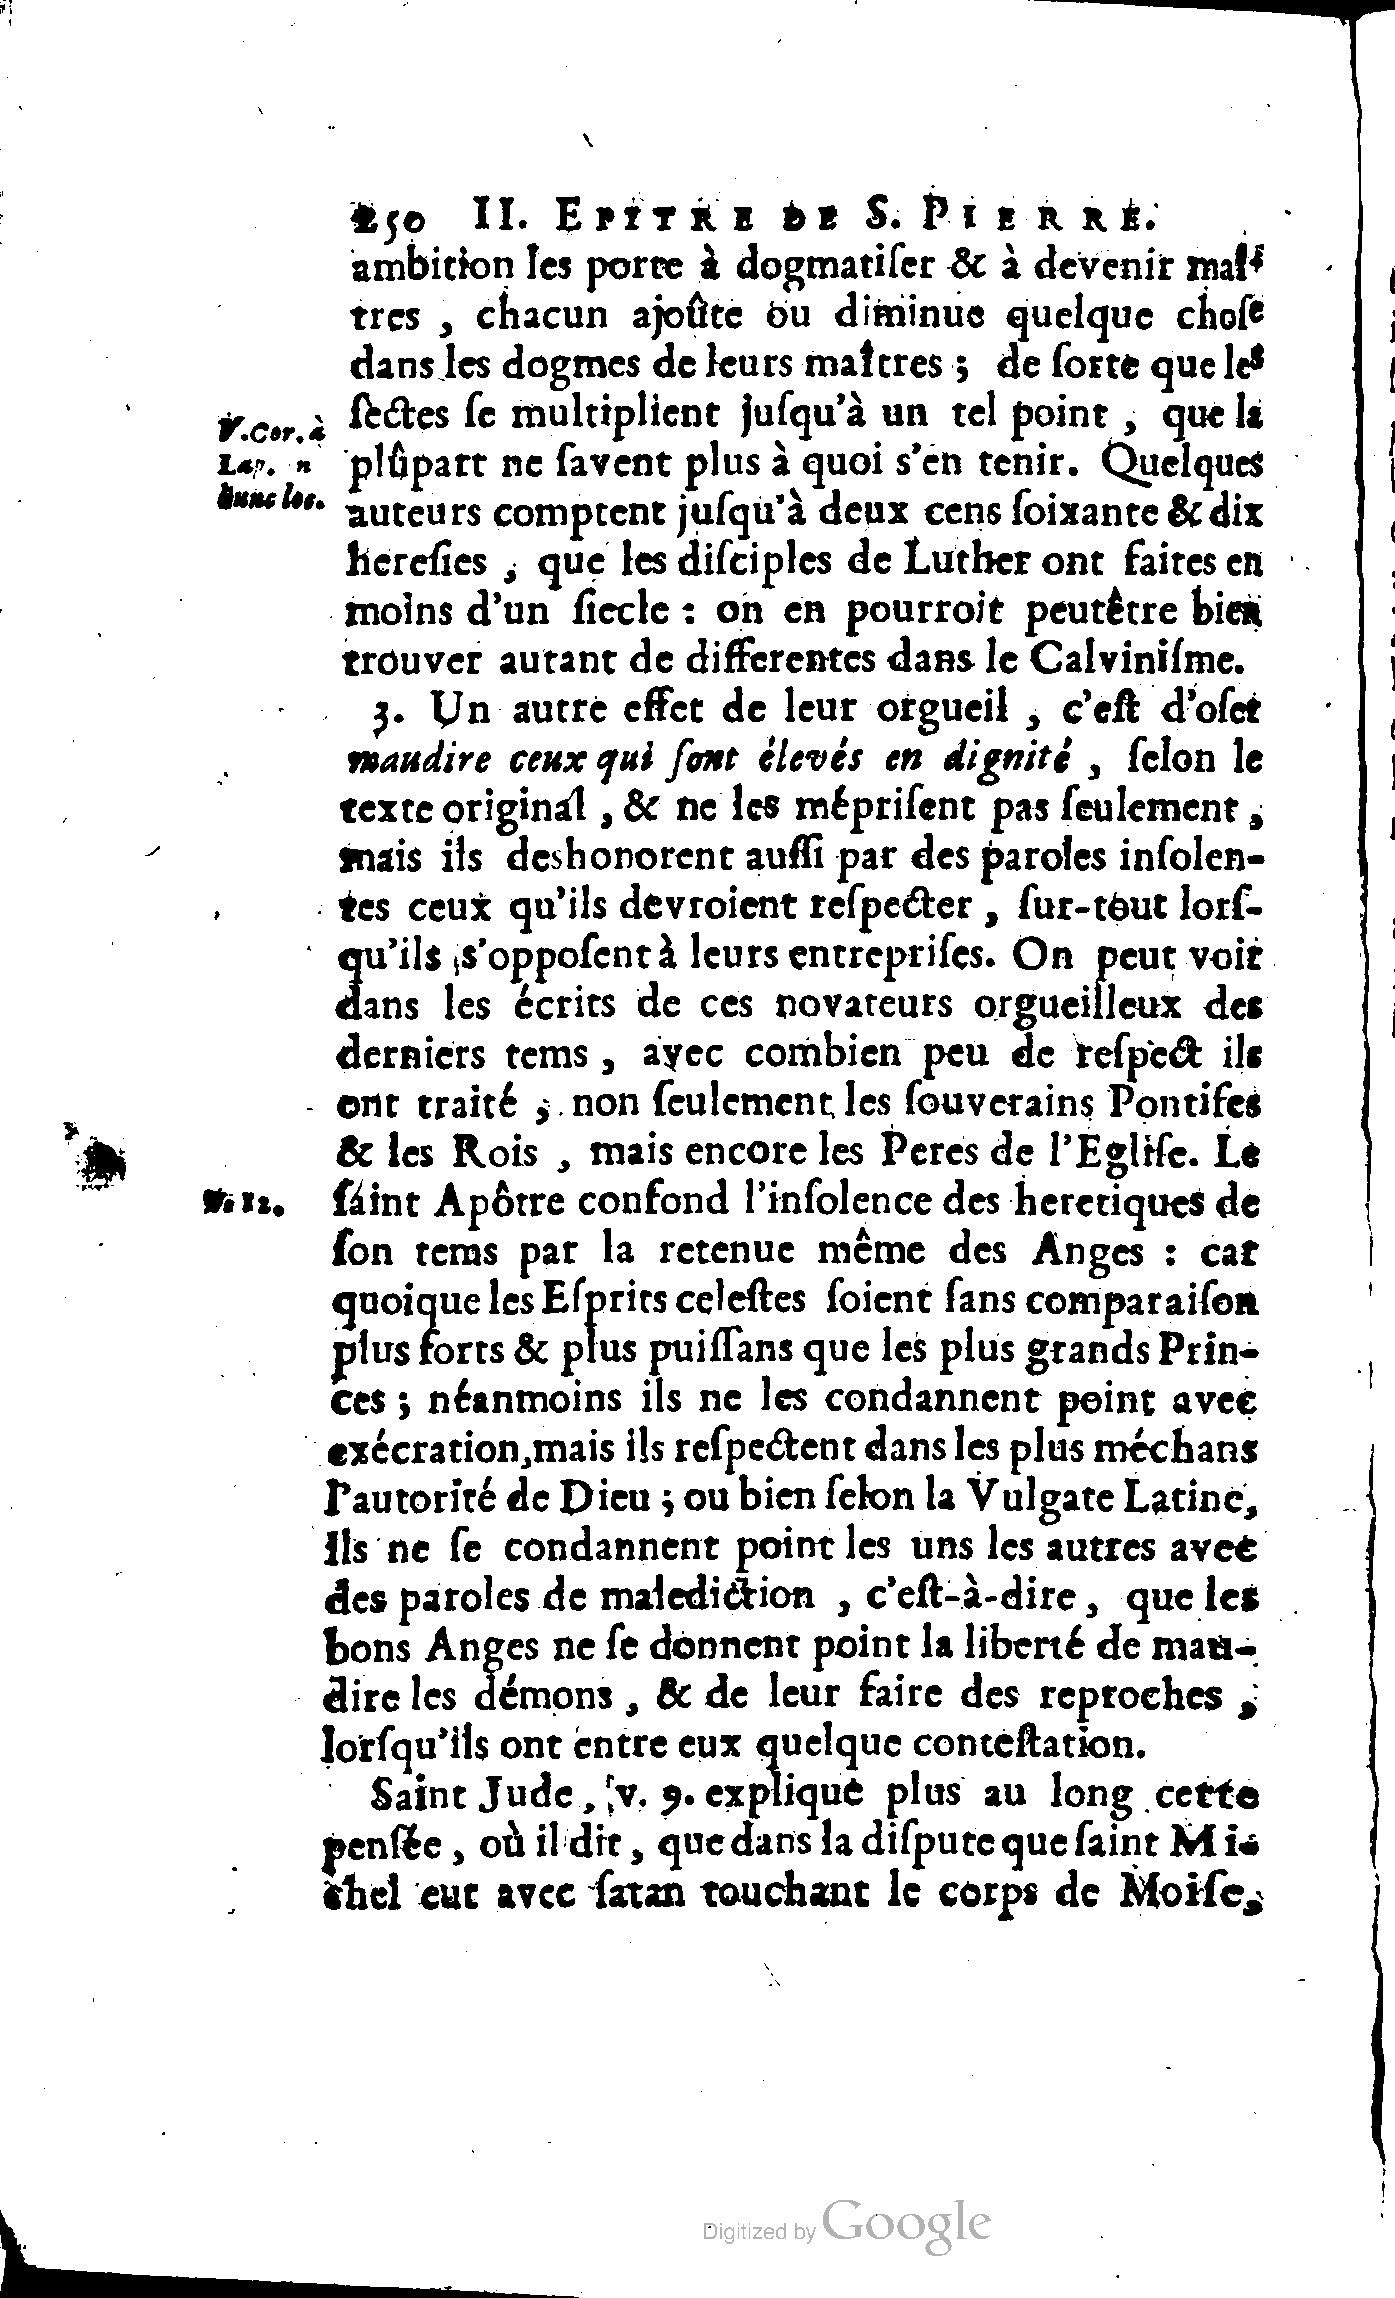 250 II. EPITRE DE S. PIERRE.
ambition les porte à dogmatiſer & à devenir maî-
tres , chacun ajoûte ou diminue quelque choſe
dans les dogmes de leurs maîtres ; de ſorte que les
ſectes ſe multiplient juſqu'à un tel point , que la
V. Cor. à
Lap. n
hunc loc.
plûpart ne ſavent plus à quoi s'en tenir. Quelques
auteurs comptent juſqu'à deux cens ſoixante & dix
hereſies , que les diſciples de Luther ont faites en
moins d'un ſiecle : on en pourroit peutêtre bien
trouver autant de differentes dans le Calviniſme.
3. Un autre effet de leur orgueil , c'eſt d'oſer
maudire ceux qui ſont élevés en dignité , ſelon le
texte original , & ne les mépriſent pas ſeulement ,
mais ils deshonorent auſſi par des paroles inſolen-
tes ceux qu'ils devroient reſpecter , ſur-tout lorſ-
qu'ils s'oppoſent à leurs entrepriſes. On peut voir
dans les écrits de ces novateurs orgueilleux des
derniers tems , avec combien peu de reſpect ils
ont traité , non ſeulement les ſouverains Pontifes
& les Rois , mais encore les Peres de l'Egliſe. Le
V. 12.
ſaint Apôtre confond l'inſolence des heretiques de
ſon tems par la retenue même des Anges : car
quoique les Eſprits celeſtes ſoient ſans comparaiſon
plus forts & plus puiſſans que les plus grands Prin-
ces ; néanmoins ils ne les condannent point avec
exécration, mais ils reſpectent dans les plus méchans
l'autorité de Dieu ; ou bien ſelon la Vulgate Latine,
Ils ne ſe condannent point les uns les autres avec
des paroles de malediction , c'eſt-à-dire , que les
bons Anges ne ſe donnent point la liberté de mau-
dire les démons , & de leur faire des reproches ,
lorſqu'ils ont entre eux quelque conteſtation.
Saint Jude , v. 9. explique plus au long cette
penſée , où il dit , que dans la diſpute que ſaint Mi-
chel eut avec ſatan touchant le corps de Moiſe,
Digitized by Google